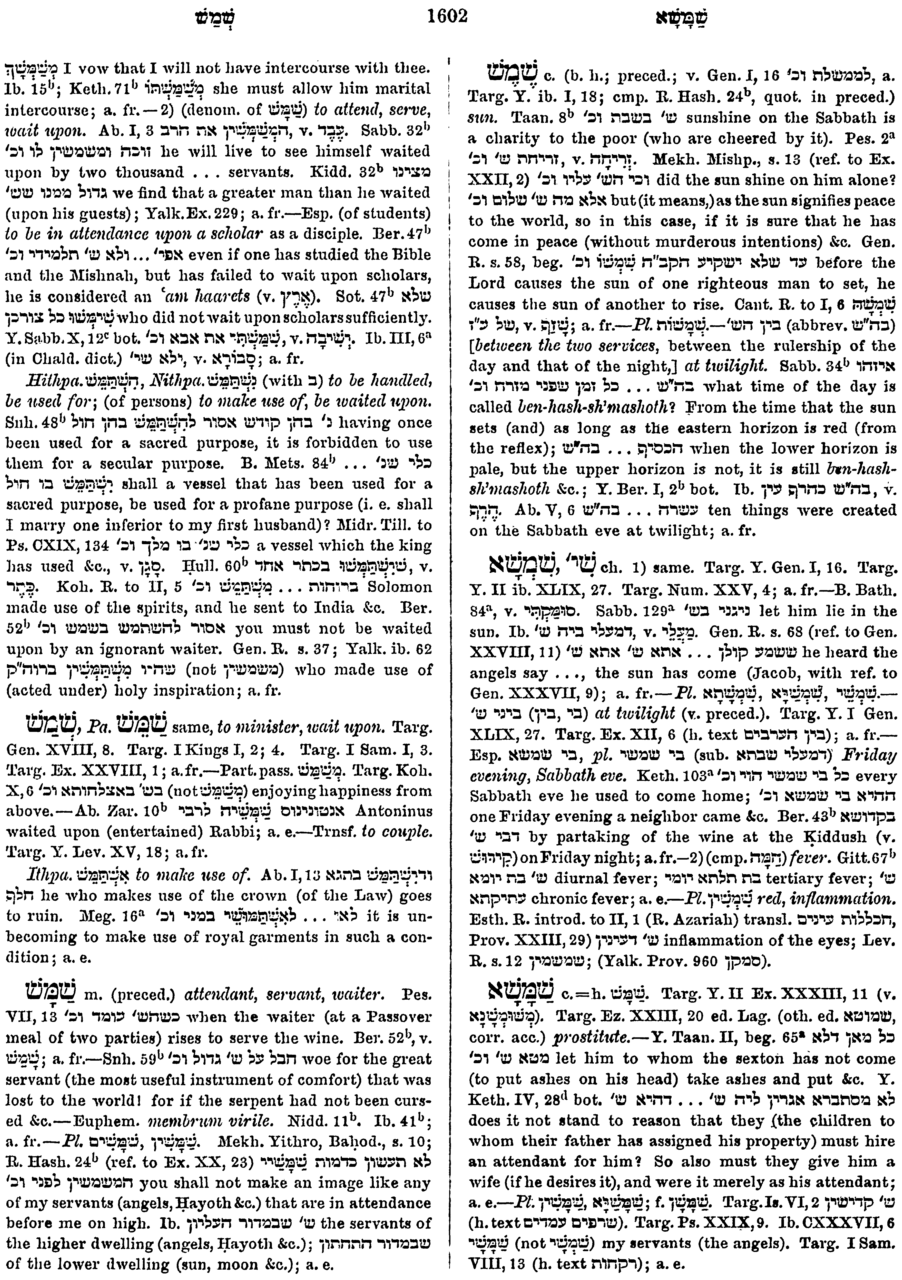 שְׁמַשׁ 1602 שַׁמָּשָׁא
מְשַׁמְּשָׁךְ I vow that I will not have intercourse with thee.
Ib. 15ᵇ; Keth. 71ᵇ מְשַׁמַּשְׁתּוֹ she must allow him marital
intercourse; a. fr.—2) (denom. of שַׁמָּשׁ) to attend, serve,
wait upon. Ab. I, 3 הַמְשַׁמְּשִׁין את הרב, v. עֶבֶד. Sabb. 32ᵇ
זוכה ומשמשין לו וכ׳ he will live to see himself waited
upon by two thousand . . . servants. Kidd. 32ᵇ מצינו
גדול ממנו שש׳ we find that a greater man than he waited
(upon his guests); Yalk. Ex. 229; a. fr.—Esp. (of students)
to be in attendance upon a scholar as a disciple. Ber. 47ᵇ
אפי׳ ... ולא ש׳ תלמידי וכ׳ even if one has studied the Bible
and the Mishnah, but has failed to wait upon scholars,
he is considered an ʿam haarets (v. אֶרֶץ). Sot. 47ᵇ שלא
שִׁימְּשׁוּ כל צורכן who did not wait upon scholars sufficiently.
Y. Sabb. X, 12ᶜ bot. שִׁמַּשְׁתִּי את אבא וכ׳, v. יְשִׁיבָה. Ib. III, 6ᵃ
(in Chald. dict.) ילא שי׳, v. סָבוֹרָא; a. fr.
Hithpa. הִשְׁתַּמֵּשׁ, Nithpa. נִשְׁתַּמֵּשׁ (with ב) to be handled,
be used for; (of persons) to make use of, be waited upon.
Snh. 48ᵇ נ׳ בהן קודש אסור לְהִשְׁתַּמֵּשׁ בהן חול having once
been used for a sacred purpose, it is forbidden to use
them for a secular purpose. B. Mets. 84ᵇ ... כלי שנ׳
יִשְׁתַּמֵּשׁ בו חול shall a vessel that has been used for a
sacred purpose, be used for a profane purpose (i. e. shall
I marry one inferior to my first husband)? Midr. Till. to
Ps. CXIX, 134 כלי שנ׳ בו מלך וכ׳ a vessel which the king
has used &c., v. סָגָן. Ḥull. 60ᵇ שיִּשְׁתַּמְּשׁוּ בכתר אחד, v.
כֶּתֶר. Koh. R. to II, 5 מִשְׁתַּמֵּשׁ וכ׳ ... ברוחות Solomon
made use of the spirits, and he sent to India &c. Ber.
52ᵇ אסור להשתמש בשמש וכ׳ you must not be waited
upon by an ignorant waiter. Gen. R. s. 37; Yalk. ib. 62
שהיו מִשְׁתַּמְּשִׁין ברוה״ק (not משמשין) who made use of
(acted under) holy inspiration; a. fr.
שְׁמַשׁ, Pa. שַׁמֵּשׁ same, to minister, wait upon. Targ.
Gen. XVIII, 8. Targ. I Kings I, 2; 4. Targ. I Sam. I, 3.
Targ. Ex. XXVIII, 1; a. fr.—Part. pass. מְשַׁמַּשׁ. Targ. Koh.
X, 6 בש׳ באצלחותא וכ׳ (not מְשַׁמֵּשׁ) enjoying happiness from
above.—Ab. Zar. 10ᵇ אנטונינוס שַׁמְּשֵׁיהּ לרבי Antoninus
waited upon (entertained) Rabbi; a. e.—Trnsf. to couple.
Targ. Y. Lev. XV, 18; a. fr.
Ithpa. אִשְׁתַּמֵּשׁ to make use of. Ab. I, 13 ודיִשְׁתַּמֵּשׁ בתגא
חלף he who makes use of the crown (of the Law) goes
to ruin. Meg. 16ᵃ לאו׳ ... לְאִשְׁתַּמּוּשֵׁי במני וכ׳ it is un-
becoming to make use of royal garments in such a con-
dition; a. e.
שַׁמָּשׁ m. (preced.) attendant, servant, waiter. Pes.
VII, 13 כשהש׳ עומד וכ׳ when the waiter (at a Passover
meal of two parties) rises to serve the wine. Ber. 52ᵇ, v.
שָׁמַשׁ; a. fr.—Snh. 59ᵇ חבל על ש׳ גדול וכ׳ woe for the great
servant (the most useful instrument of comfort) that was
lost to the world! for if the serpent had not been curs-
ed &c.—Euphem. membrum virile. Nidd. 11ᵇ. Ib. 41ᵇ;
a. fr.—Pl. שַׁמָּשִׁים, שַׁמָּשִׁין. Mekh. Yithro, Baḥod., s. 10;
R. Hash. 24ᵇ (ref. to Ex. XX, 23) לא תעשון כדמות שַׁמָּשַׁיי
המשמשין לפני וכ׳ you shall not make an image like any
of my servants (angels, Ḥayoth &c.) that are in attendance
before me on high. Ib. ש׳ שבמדור העליון the servants of
the higher dwelling (angels, Ḥayoth &c.); שבמדור התחתון
of the lower dwelling (sun, moon &c.); a. e.
שֶׁמֶשׁ c. (b. h.; preced.; v. Gen. I, 16 לממשלת וכ׳, a.
Targ. Y. ib. I, 18; cmp. R. Hash. 24ᵇ, quot. in preced.)
sun. Taan. 8ᵇ ש׳ בשבת וכ׳ sunshine on the Sabbath is
a charity to the poor (who are cheered by it). Pes. 2ᵃ
זריחת ש׳ וכ׳, v. זְרִיחָה. Mekh. Mishp., s. 13 (ref. to Ex.
XXII, 2) וכי הש׳ עליו וכ׳ did the sun shine on him alone?
אלא מה ש׳ שלום וכ׳ but (it means,) as the sun signifies peace
to the world, so in this case, if it is sure that he has
come in peace (without murderous intentions) &c. Gen.
R. s. 58, beg. עד שלא ישקיע הקב״ה שִׁמְשׁוֹ וכ׳ before the
Lord causes the sun of one righteous man to set, he
causes the sun of another to rise. Cant. R. to I, 6 שִׁמְשָׁהּ
של ע״ז, v. שָׁזַף; a. fr.—Pl. שְׁמָשׁוֹת.—בין הש׳ (abbrev. בה״ש)
[between the two services, between the rulership of the
day and that of the night,] at twilight. Sabb. 34ᵇ איזהו
בה״ש ... כל זמן שפני מזרח וכ׳ what time of the day is
called ben-hash-sh'mashoth? From the time that the sun
sets (and) as long as the eastern horizon is red (from
the reflex); הכסיף ... בה״ש when the lower horizon is
pale, but the upper horizon is not, it is still ben-hash-
sh'mashoth &c.; Y. Ber. I, 2ᵇ bot. Ib. בה״ש כהרף עין, v.
הֶרֶף. Ab. V, 6 עשרה ... בה״ש ten things were created
on the Sabbath eve at twilight; a. fr.
שִׁמְשָׁא, שִׁי׳ ch. 1) same. Targ. Y. Gen. I, 16. Targ.
Y. II ib. XLIX, 27. Targ. Num. XXV, 4; a. fr.—B. Bath.
84ᵃ, v. סוּמַקְתִּי. Sabb. 129ᵃ ניגני בש׳ let him lie in the
sun. Ib. דמעלי ביה ש׳, v. מַעֲלֵי. Gen. R. s. 68 (ref. to Gen.
XXVIII, 11) שמע קולן ... אתא ש׳ אתא ש׳ he heard the
angels say . . ., the sun has come (Jacob, with ref. to
Gen. XXXVII, 9); a. fr.—Pl. שִׁמְשֵׁי, שִׁמְשַׁיָּא, שִׁמְשָׁתָא.—
ביני ש׳ (בי, בין) at twilight (v. preced.). Targ. Y. I Gen.
XLIX, 27. Targ. Ex. XII, 6 (h. text בין הערבים); a. fr.—
Esp. בי שמשא, pl. בי שמשי (sub. דמעלי שבתא) Friday
evening, Sabbath eve. Keth. 103ᵃ כל בי שמשי הוי וכ׳ every
Sabbath eve he used to come home; ההיא בי שמשא וכ׳
one Friday evening a neighbor came &c. Ber. 43ᵇ בקדושא
דבי ש׳ by partaking of the wine at the Kiddush (v.
קִידּוּשׁ) on Friday night; a. fr.—2) (cmp. חַמָּה) fever. Gitt. 67ᵇ
ש׳ בת יומא diurnal fever; בת תלתא יומי tertiary fever; ש׳
עתיקתא chronic fever; a. e.—Pl. שִׁמְשִׁין red, inflammation.
Esth. R. introd. to II, 1 (R. Azariah) transl. חכללות עינים,
Prov. XXIII, 29) ש׳ דעינין inflammation of the eyes; Lev.
R. s. 12 שמשמין; (Yalk. Prov. 960 סמקן).
שַׁמָּשָׁא c.=h. שַׁמָּשׁ. Targ. Y. II Ex. XXXIII, 11 (v.
מְשׁוּמְשָׁנָא). Targ. Ez. XXIII, 20 ed. Lag. (oth. ed. שמוטא,
corr. acc.) prostitute.—Y. Taan. II, beg. 65ᵃ כל מאן דלא
מטא ש׳ וכ׳ let him to whom the sexton has not come
(to put ashes on his head) take ashes and put &c. Y.
Keth. IV, 28ᵈ bot. לא מסתברא אגרין ליה ש׳ ... דהיא ש׳
does it not stand to reason that they (the children to
whom their father has assigned his property) must hire
an attendant for him? So also must they give him a
wife (if he desires it), and were it merely as his attendant;
a. e.—Pl. שַׁמָּשִׁין, שַׁמָּשַׁיָּא; f. שַׁמָּשָׁן. Targ. Is. VI, 2 ש׳ קדישין
(h. text שרפים עמדים). Targ. Ps. XXIX, 9. Ib. CXXXVII, 6
שַׁמָּשַׁי (not שִׁמְשַׁי) my servants (the angels). Targ. I Sam.
VIII, 13 (h. text רקחות); a. e.